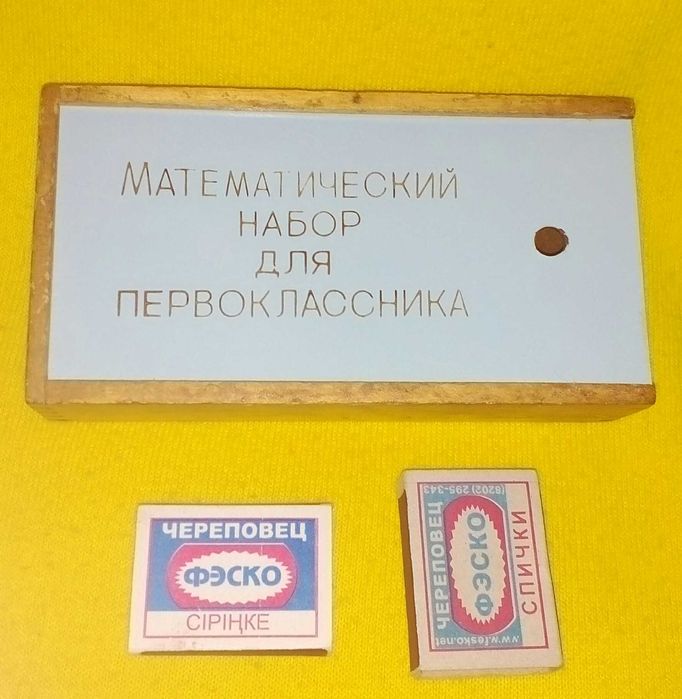 МАТЕМАТИЧЕСКИЙ
НАБОР
ДЛЯ
ПЕРВОКЛАССНИКА
ЧЕРЕПОВЕЦ
ФЭСКО
СІРІҢКЕ
(8202) 295-343
ЧЕРЕПОВЕЦ
ФЭСКО
СПИЧКИ
www.fesko.net